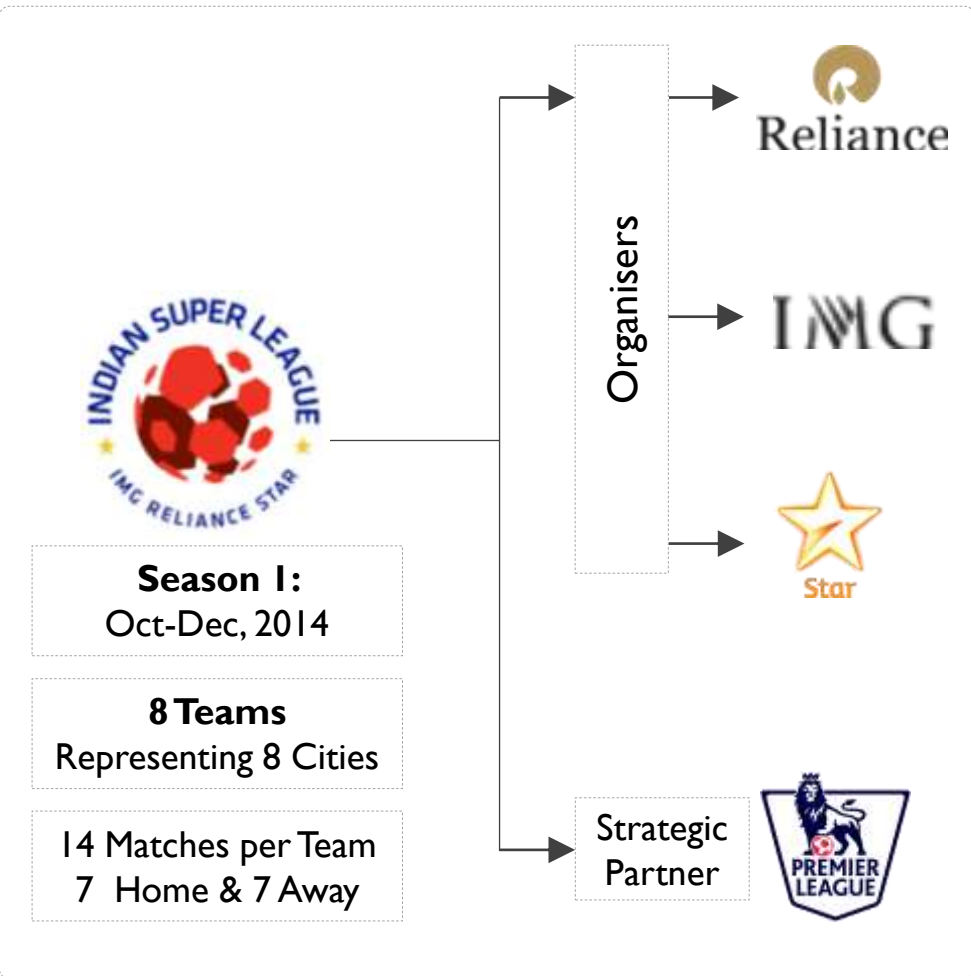 INDIAN SUPER LEAGUE
IMG RELIANCE STAR
Season 1:
Oct-Dec, 2014
8 Teams
Representing 8 Cities
14 Matches per Team
7 Home & 7 Away
Organisers
Reliance
IMG
Star
Strategic
Partner
PREMIER
LEAGUE